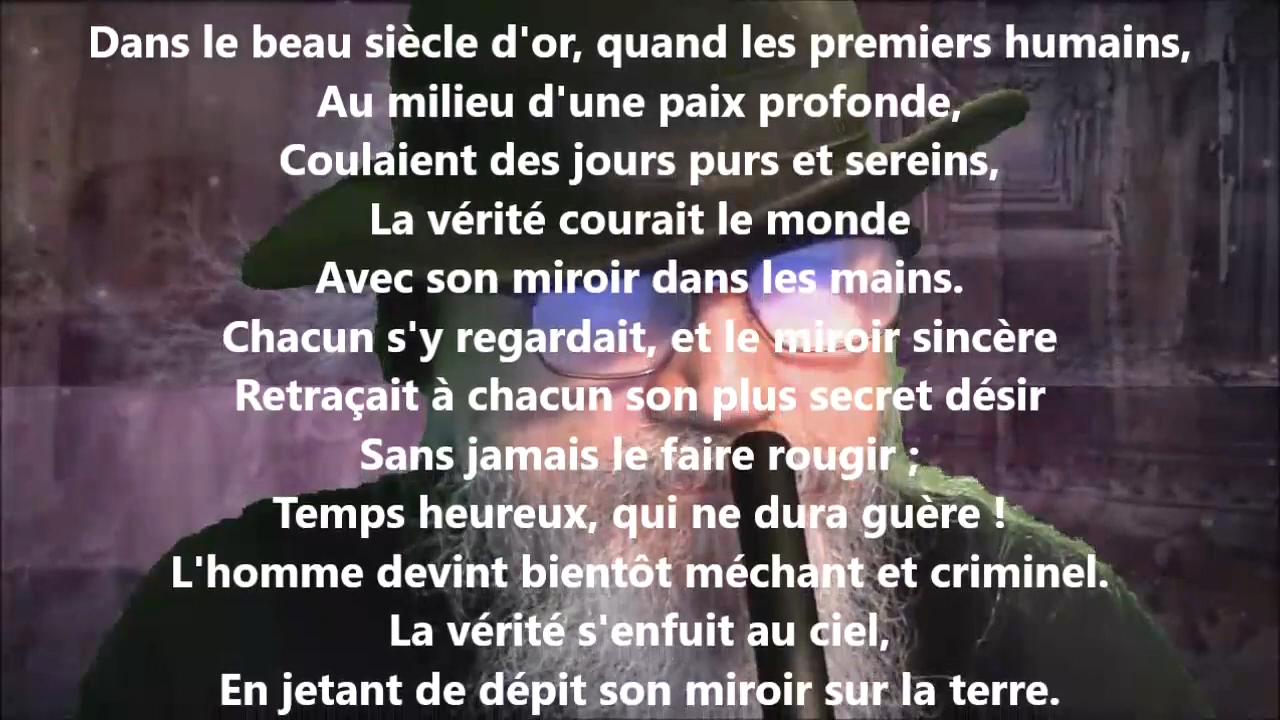 Dans le beau siècle d'or, quand les premiers humains,
Au milieu d'une paix profonde,
Coulaient des jours purs et sereins,
La vérité courait le monde
Avec son miroir dans les mains.
Chacun s'y regardait, et le miroir sincère
Retraçait à chacun son plus secret désir
Sans jamais le faire rougir ;
Temps heureux, qui ne dura guère !
L'homme devint bientôt méchant et criminel.
La vérité s'enfuit au ciel,
En jetant de dépit son miroir sur la terre.